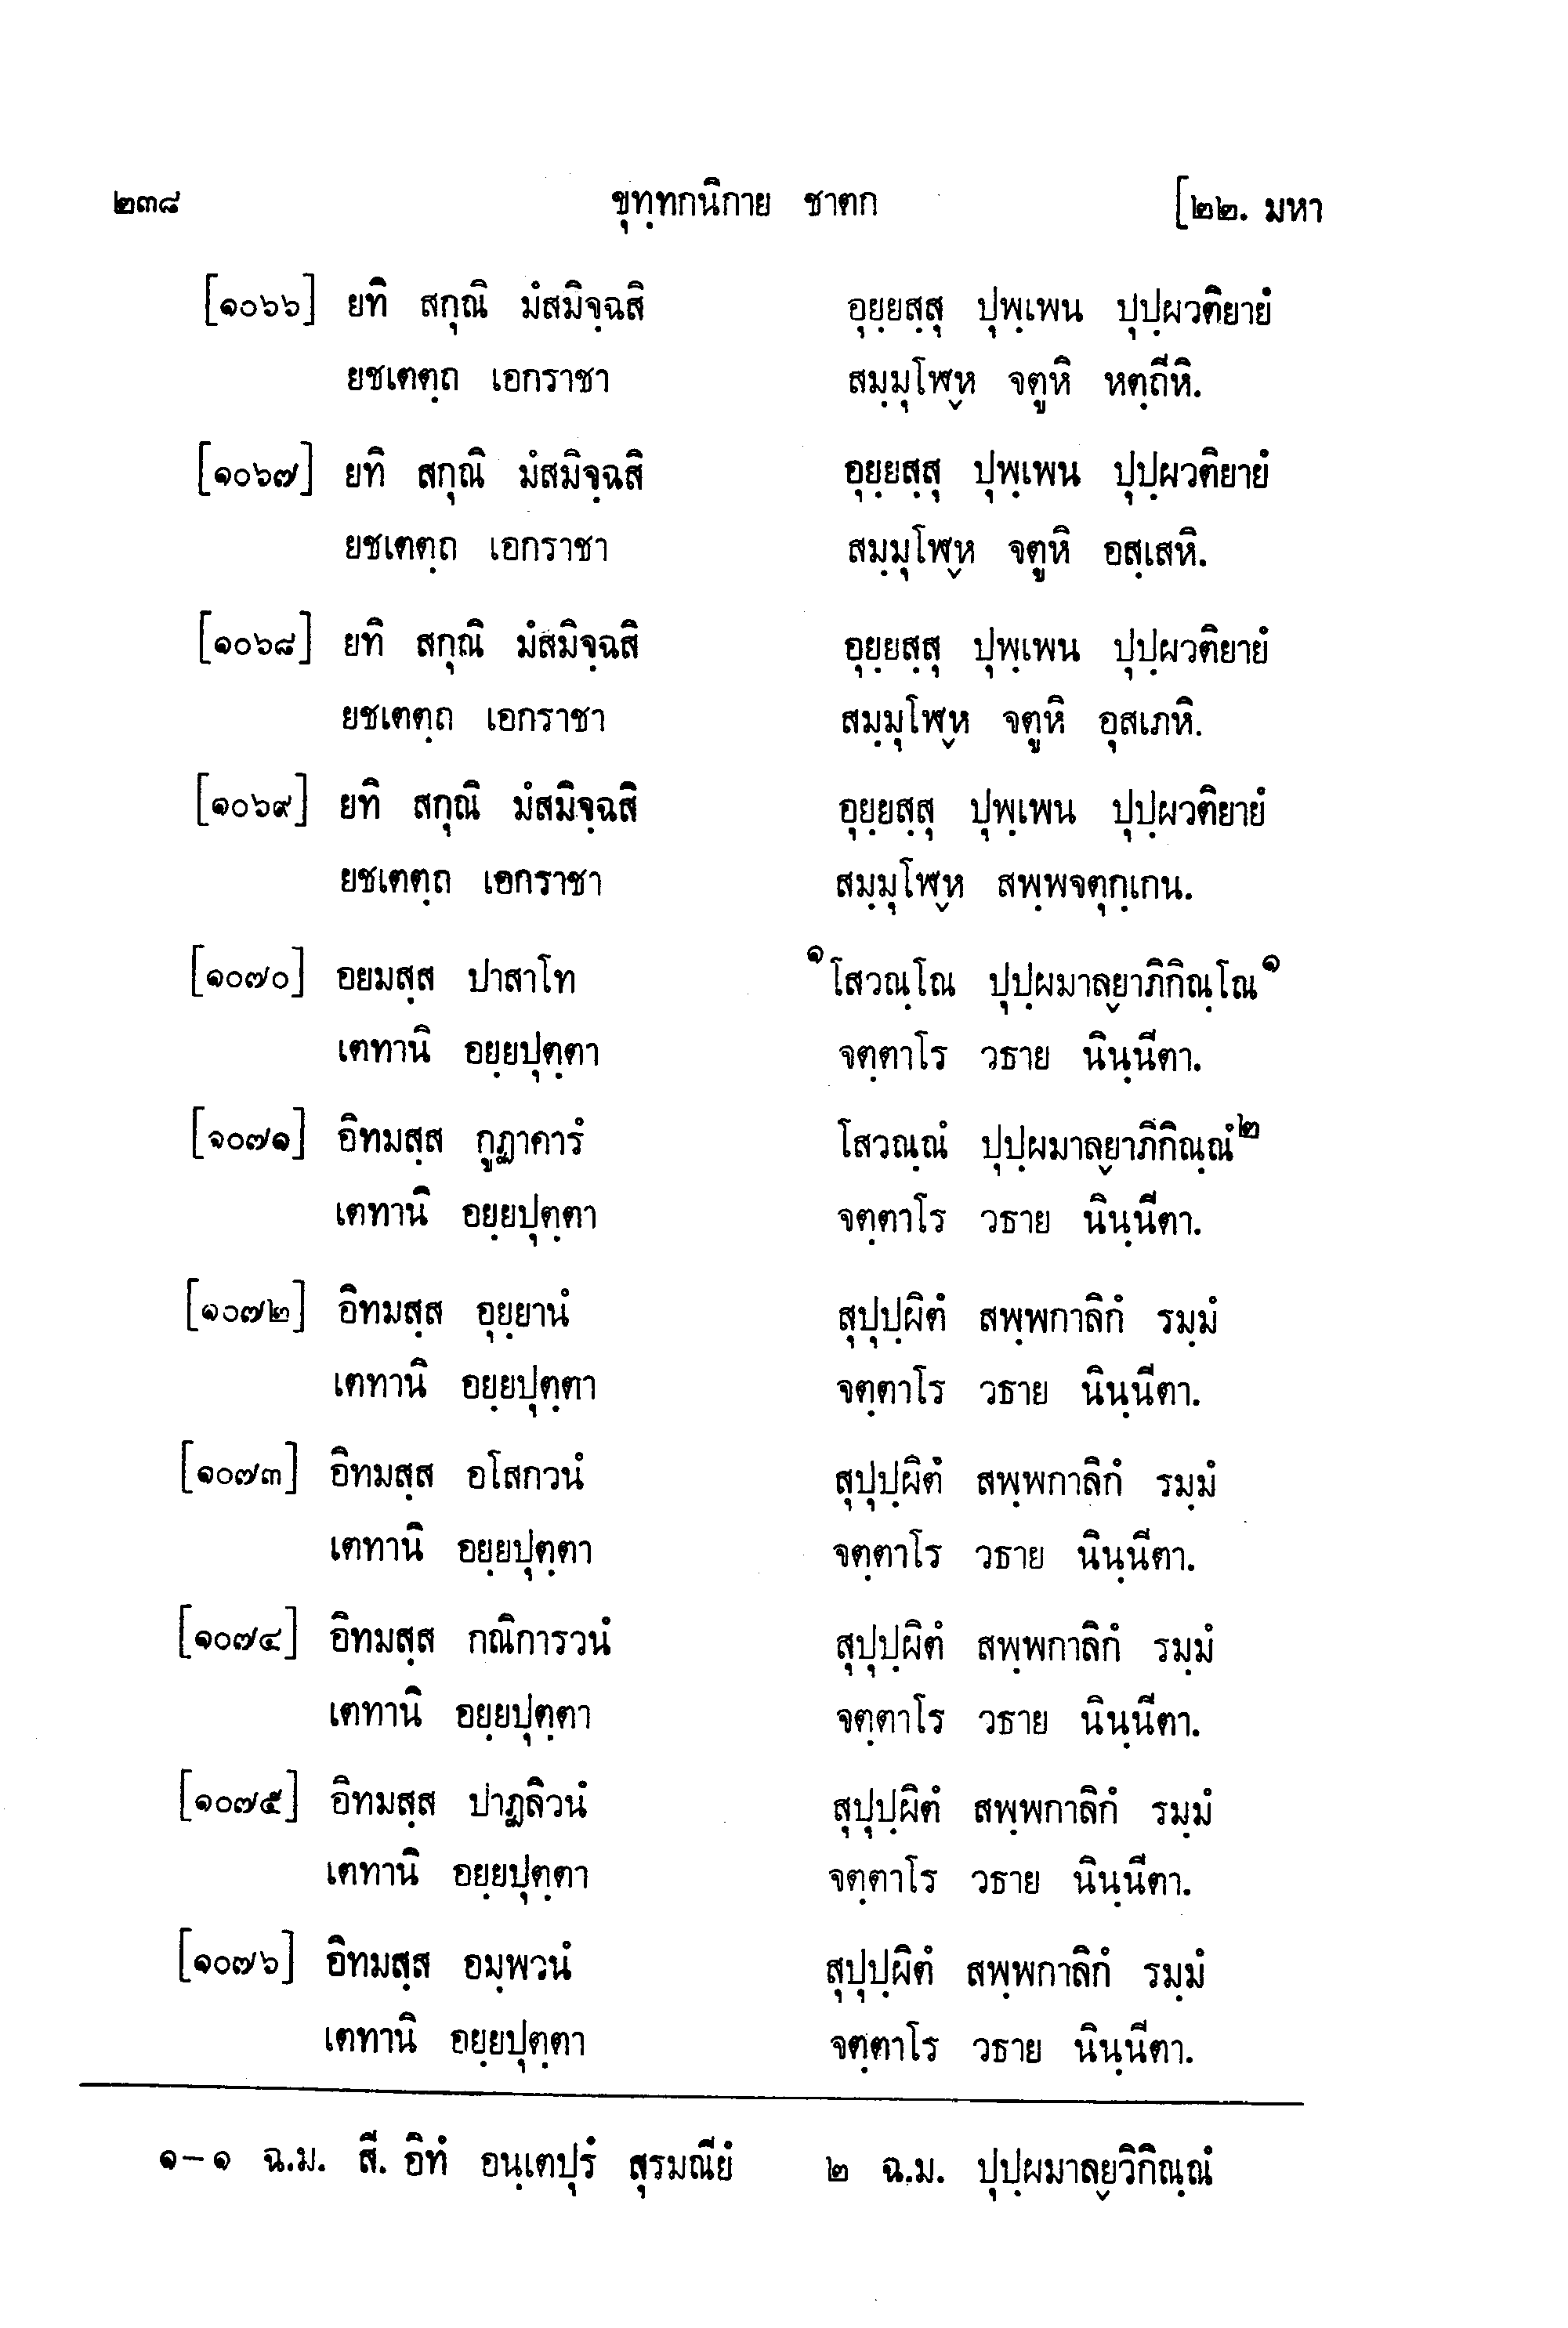 ๒๓๘ ขุทฺทกนิกาย ชาตก [๒๒. มหา
[๑๐๖๖] ยทิ สกุณิ มํสมิจฺฉสิ อุยฺยสฺสุ ปุพฺเพน ปุปฺผวติยายํ
ยชเตตฺถ เอกราชา สมฺมุโฬฺห จตูหิ หตฺถีหิ.
[๑๐๖๗] ยทิ สกุณิ มํสมิจฺฉสิ อุยฺยสฺสุ ปุพฺเพน ปุปฺผวติยายํ
ยชเตตฺถ เอกราชา สมฺมุโฬฺห จตูหิ อสฺเสหิ.
[๑๐๖๘] ยทิ สกุณิ มํสมิจฺฉสิ อุยฺยสฺสุ ปุพฺเพน ปุปฺผวติยายํ
ยชเตตฺถ เอกราชา สมฺมุโฬฺห จตูหิ อุสเภหิ.
[๑๐๖๙] ยทิ สกุณิ มํสมิจฺฉสิ อุยฺยสฺสุ ปุพฺเพน ปุปฺผวติยายํ
ยชเตตฺถ เอกราชา สมฺมุโฬฺห สพฺพจตุกฺเกน.
[๑๐๗๐] อยมสฺส ปาสาโท ๑โสวณฺโณ ปุปฺผมาลฺยาภิกิณฺโณ๑
เตทานิ อยฺยปุตฺตา จตฺตาโร วธาย นินฺนีตา.
[๑๐๗๑] อิทมสฺส กูฏาคารํ โสวณฺณํ ปุปฺผมาลฺยาภิกิณฺณํ๒
เตทานิ อยฺยปุตฺตา จตฺตาโร วธาย นินฺนีตา.
[๑๐๗๒] อิทมสฺส อุยฺยานํ สุปุปฺผิตํ สพฺพกาลิกํ รมฺมํ
เตทานิ อยฺยปุตฺตา จตฺตาโร วธาย นินฺนีตา.
[๑๐๗๓] อิทมสฺส อโสกวนํ สุปุปฺผิตํ สพฺพกาลิกํ รมฺมํ
เตทานิ อยฺยปุตฺตา จตฺตาโร วธาย นินฺนีตา.
[๑๐๗๔] อิทมสฺส กณิการวนํ สุปุปฺผิตํ สพฺพกาลิกํ รมฺมํ
เตทานิ อยฺยปุตฺตา จตฺตาโร วธาย นินฺนีตา.
[๑๐๗๕] อิทมสฺส ปาฏลิวนํ สุปุปฺผิตํ สพฺพกาลิกํ รมฺมํ
เตทานิ อยฺยปุตฺตา จตฺตาโร วธาย นินฺนีตา.
[๑๐๗๖] อิทมสฺส อมฺพวนํ สุปุปฺผิตํ สพฺพกาลิกํ รมฺมํ
เตทานิ อยฺยปุตฺตา จตฺตาโร วธาย นินฺนีตา.
๑-๑ ฉ.ม. สี. อิทํ อนฺเตปุรํ สุรมณียํ ๒ ฉ.ม. ปุปฺผมาลฺยวิกิณฺณํ